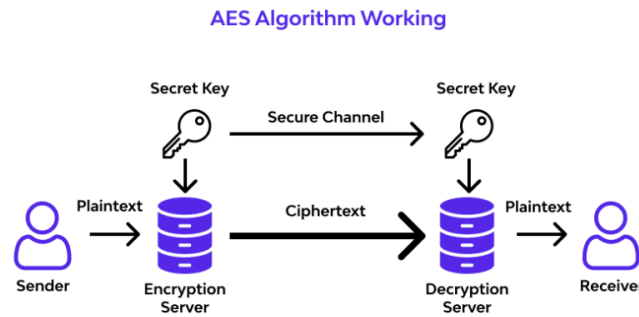 AES Algorithm Working
Secret Key
Secret Key
Secure Channel
Plaintext
Ciphertext
Plaintext
Sender
Encryption
Server
Decryption
Server
Receiver